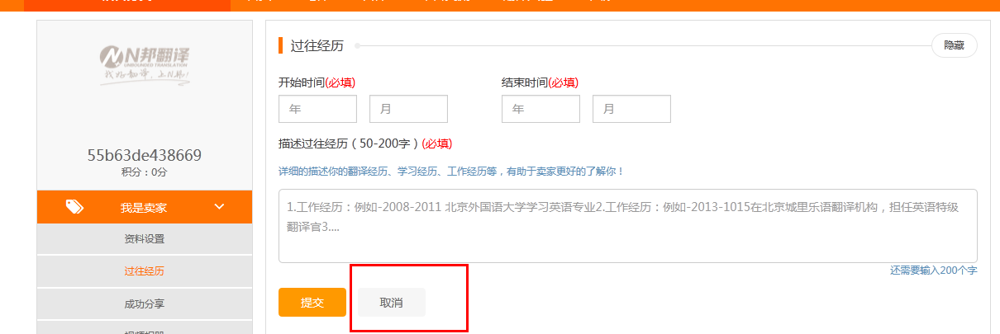 N邦翻译
UNBOUNDED TRANSLATION
55b63de438669
积分：0分
我是卖家
资料设置
过往经历
成功分享
过往经历
隐藏
开始时间(必填)
结束时间(必填)
年
月
年
月
描述过往经历（50-200字）(必填)
详细的描述你的翻译经历、学习经历、工作经历等，有助于卖家更好的了解你！
1.工作经历：例如-2008-2011 北京外国语大学学习英语专业2.工作经历：例如-2013-1015在北京城里乐语翻译机构，担任英语特级
翻译官3....
还需要输入200个字
提交
取消